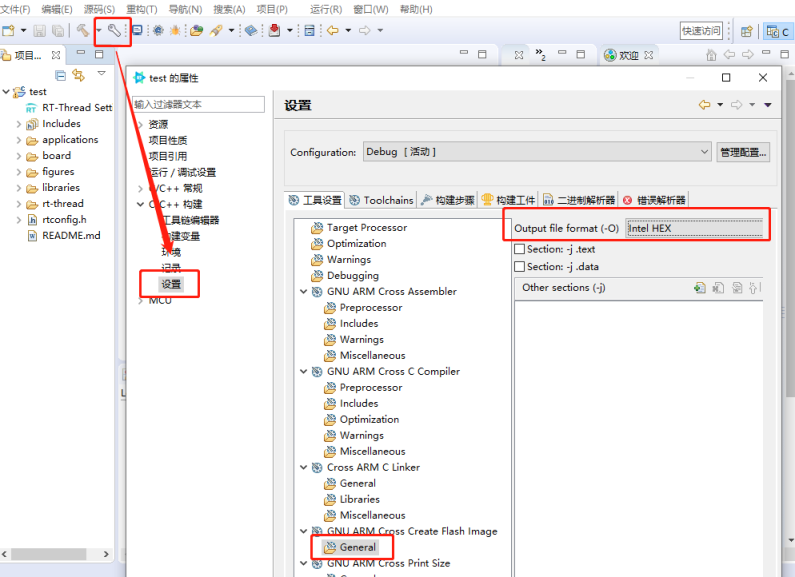 文件(F) 编辑(E) 源码(S) 重构(T) 导航(N) 搜索(A) 项目(P) 运行(R) 窗口(W) 帮助(H)
快速访问
C
项目...
2
欢迎
test
RT-Thread Sett
Includes
applications
board
figures
libraries
rt-thread
rtconfig.h
README.md
test 的属性
输入过滤器文本
资源
项目性质
项目引用
运行 / 调试设置
C/C++ 常规
C/C++ 构建
工具链编辑器
构建变量
环境
记录
设置
MCU
设置
Configuration:
Debug [ 活动 ]
管理配置...
工具设置
Toolchains
构建步骤
构建工件
二进制解析器
错误解析器
Target Processor
Optimization
Warnings
Debugging
GNU ARM Cross Assembler
Preprocessor
Includes
Warnings
Miscellaneous
GNU ARM Cross C Compiler
Preprocessor
Includes
Optimization
Warnings
Miscellaneous
Cross ARM C Linker
General
Libraries
Miscellaneous
GNU ARM Cross Create Flash Image
General
GNU ARM Cross Print Size
Output file format (-O)
Intel HEX
Section: -j .text
Section: -j .data
Other sections (-j)